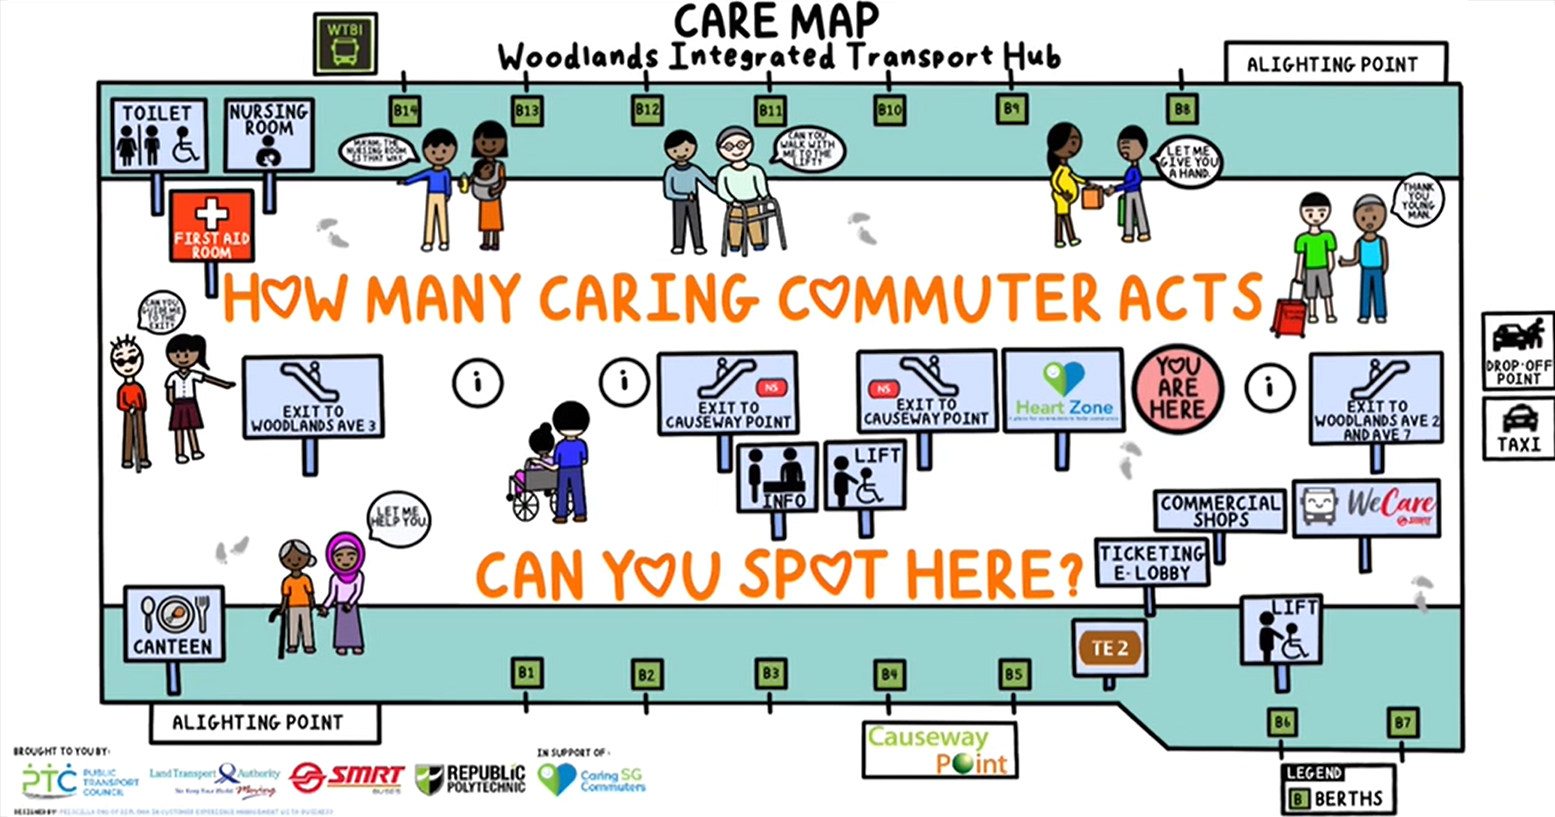 CARE MAP
Woodlands Integrated Transport Hub
WTBI
ALIGHTING POINT
B14
B13
B12
B11
B10
B9
B8
TOILET
NURSING
ROOM
MA'AM, THE
NURSING ROOM
IS THAT WAY.
CAN YOU
WALK WITH
ME TO THE
LIFT?
LET ME
GIVE YOU
A HAND.
THANK
YOU
YOUNG
MAN.
FIRST AID
ROOM
HOW MANY CARING COMMUTER ACTS
CAN YOU
GUIDE ME
TO THE
EXIT?
EXIT TO
WOODLANDS AVE 3
i
i
NS
EXIT TO
CAUSEWAY POINT
NS
EXIT TO
CAUSEWAY POINT
Heart Zone
YOU
ARE
HERE
i
EXIT TO
WOODLANDS AVE 2
AND AVE 7
DROP-OFF
POINT
TAXI
INFO
LIFT
COMMERCIAL
SHOPS
WeCare
SMRT
LET ME
HELP YOU.
CAN YOU SPOT HERE?
TICKETING
E-LOBBY
CANTEEN
TE 2
LIFT
B1
B2
B3
B4
B5
B6
B7
ALIGHTING POINT
Causeway
Point
LEGEND
B BERTHS
BROUGHT TO YOU BY:
PTC PUBLIC
TRANSPORT
COUNCIL
Land Transport Authority
We Keep Your World Moving
SMRT
BUSES
REPUBLIC
POLYTECHNIC
IN SUPPORT OF:
Caring SG
Commuters